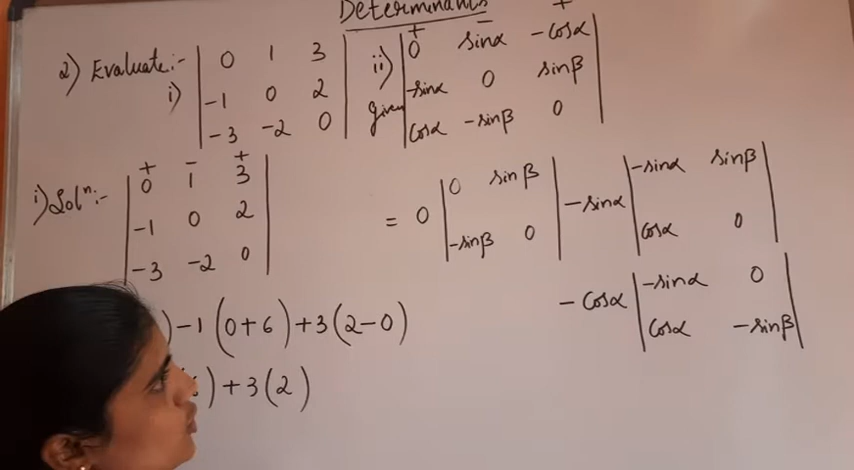 Determinants
2) Evaluate:-
i) | 0 1 3 |
| -1 0 2 |
| -3 -2 0 |
ii) + - +
given | 0 sinα -cosα |
| -sinα 0 sinβ |
| cosα -sinβ 0 |
i) Solⁿ:- + - +
| 0 1 3 |
| -1 0 2 |
| -3 -2 0 |
) -1 (0+6) +3 (2-0)
) +3 (2)
= 0 | 0 sinβ | -sinα | -sinα sinβ |
| -sinβ 0 | | cosα 0 |
-cosα | -sinα 0 |
| cosα -sinβ |